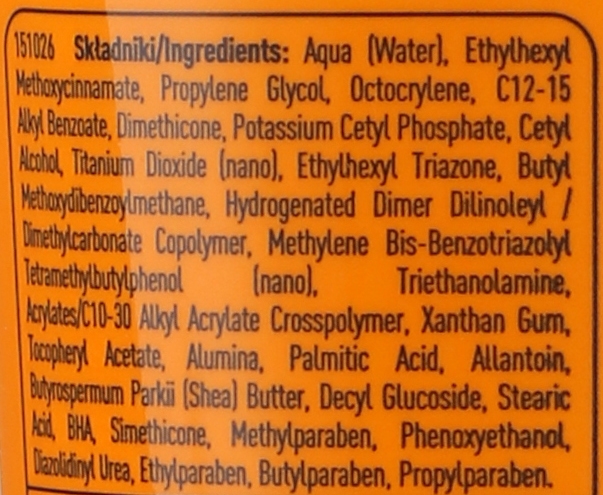 151026 Składniki/Ingredients: Aqua (Water), Ethylhexyl
Methoxycinnamate, Propylene Glycol, Octocrylene, C12-15
Alkyl Benzoate, Dimethicone, Potassium Cetyl Phosphate, Cetyl
Alcohol, Titanium Dioxide (nano), Ethylhexyl Triazone, Butyl
Methoxydibenzoylmethane, Hydrogenated Dimer Dilinoleyl /
Dimethylcarbonate Copolymer, Methylene Bis-Benzotriazolyl
Tetramethylbutylphenol (nano), Triethanolamine,
Acrylates/C10-30 Alkyl Acrylate Crosspolymer, Xanthan Gum,
Tocopheryl Acetate, Alumina, Palmitic Acid, Allantoin,
Butyrospermum Parkii (Shea) Butter, Decyl Glucoside, Stearic
Acid, BHA, Simethicone, Methylparaben, Phenoxyethanol,
Diazolidinyl Urea, Ethylparaben, Butylparaben, Propylparaben.